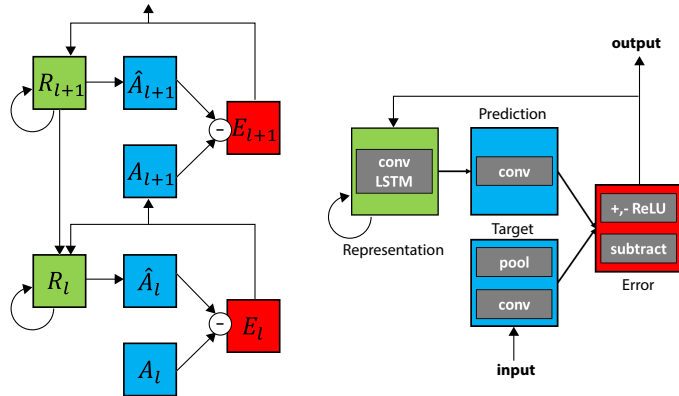 R_{l+1}
Â_{l+1}
-
E_{l+1}
A_{l+1}
R_l
Â_l
-
E_l
A_l
output
Prediction
conv
LSTM
conv
+,- ReLU
subtract
Error
Representation
Target
pool
conv
input